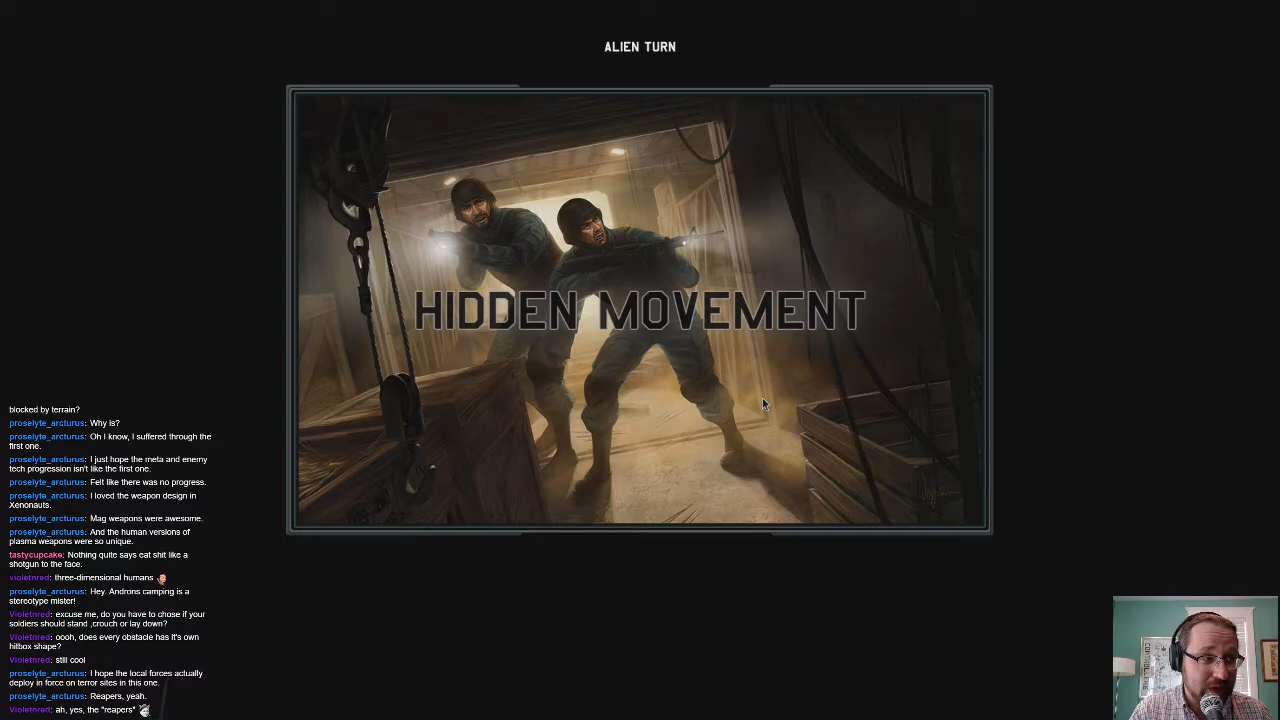 ALIEN TURN
HIDDEN MOVEMENT
blocked by terrain?
proselyte_arcturus: Why is?
proselyte_arcturus: Oh I know, I suffered through the
first one.
proselyte_arcturus: I just hope the meta and enemy
tech progression isn't like the first one.
proselyte_arcturus: Felt like there was no progress.
proselyte_arcturus: I loved the weapon design in
Xenonauts.
proselyte_arcturus: Mag weapons were awesome.
proselyte_arcturus: And the human versions of
plasma weapons were so unique.
tastycupcake: Nothing quite says eat shit like a
shotgun to the face.
violetnred: three-dimensional humans
proselyte_arcturus: Hey. Androns camping is a
stereotype mister!
Violetnred: excuse me, do you have to chose if your
soldiers should stand ,crouch or lay down?
Violetnred: oooh, does every obstacle has it's own
hitbox shape?
Violetnred: still cool
proselyte_arcturus: I hope the local forces actually
deploy in force on terror sites in this one.
proselyte_arcturus: Reapers, yeah.
Violetnred: ah, yes, the "reapers"